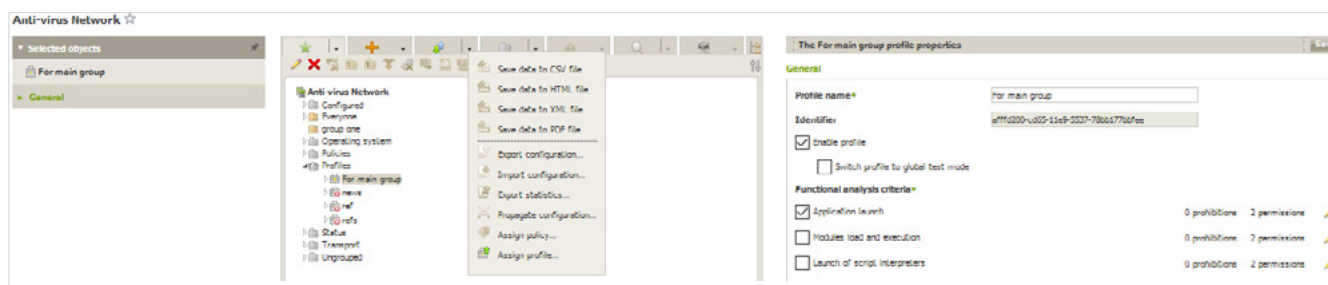 Anti-virus Network
Selected objects
For main group
General
Anti-virus Network
Configured
Everyone
group one
Operating system
Policies
Profiles
For main group
news
ref
refs
Status
Transport
Ungrouped
Save data to CSV file
Save data to HTML file
Save data to XML file
Save data to PDF file
Export configuration...
Import configuration...
Export statistics...
Propagate configuration...
Assign policy...
Assign profile...
The For main group profile properties
General
Profile name* For main group
Identifier
Enable profile
Switch profile to global test mode
Functional analysis criteria*
Application launch 0 prohibitions 2 permissions
Modules load and execution 0 prohibitions 2 permissions
Launch of script interpreters 0 prohibitions 2 permissions